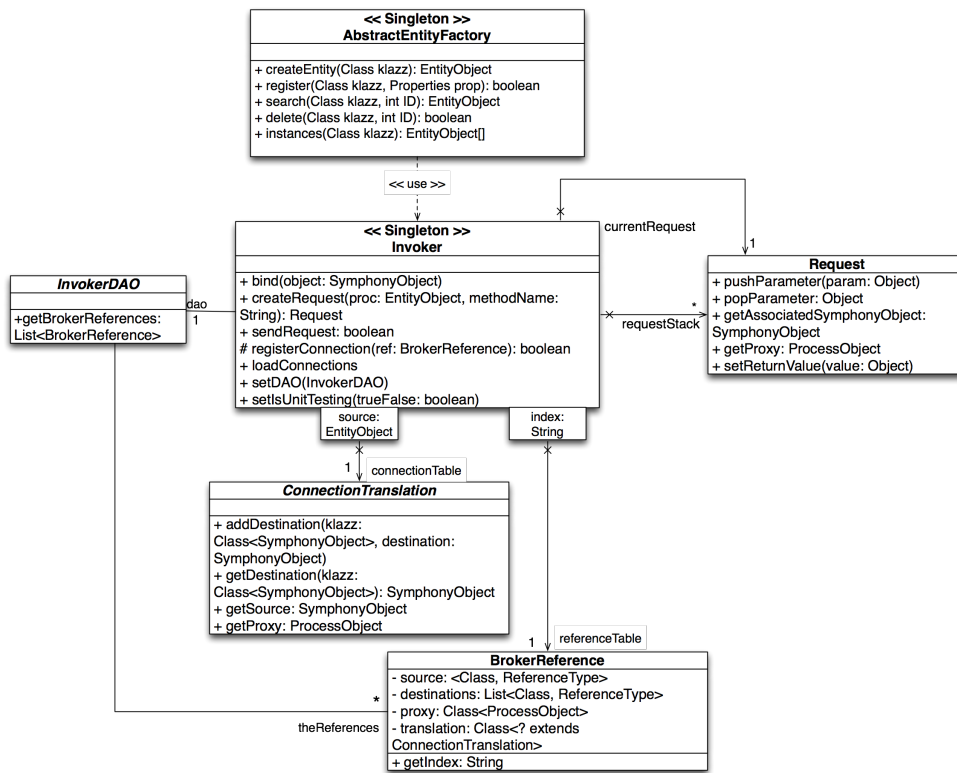 << Singleton >>
AbstractEntityFactory
+ createEntity(Class klazz): EntityObject
+ register(Class klazz, Properties prop): boolean
+ search(Class klazz, int ID): EntityObject
+ delete(Class klazz, int ID): boolean
+ instances(Class klazz): EntityObject[]
<< use >>
<< Singleton >>
Invoker
+ bind(object: SymphonyObject)
+ createRequest(proc: EntityObject, methodName:
String): Request
+ sendRequest: boolean
# registerConnection(ref: BrokerReference): boolean
+ loadConnections
+ setDAO(InvokerDAO)
+ setIsUnitTesting(trueFalse: boolean)
currentRequest
1
Request
+ pushParameter(param: Object)
+ popParameter: Object
+ getAssociatedSymphonyObject:
SymphonyObject
+ getProxy: ProcessObject
+ setReturnValue(value: Object)
*
requestStack
InvokerDAO
+getBrokerReferences:
List<BrokerReference>
dao
1
source:
EntityObject
index:
String
1
connectionTable
ConnectionTranslation
+ addDestination(klazz:
Class<SymphonyObject>, destination:
SymphonyObject)
+ getDestination(klazz:
Class<SymphonyObject>): SymphonyObject
+ getSource: SymphonyObject
+ getProxy: ProcessObject
1
referenceTable
BrokerReference
- source: <Class, ReferenceType>
- destinations: List<Class, ReferenceType>
- proxy: Class<ProcessObject>
- translation: Class<? extends
ConnectionTranslation>
+ getIndex: String
*
theReferences